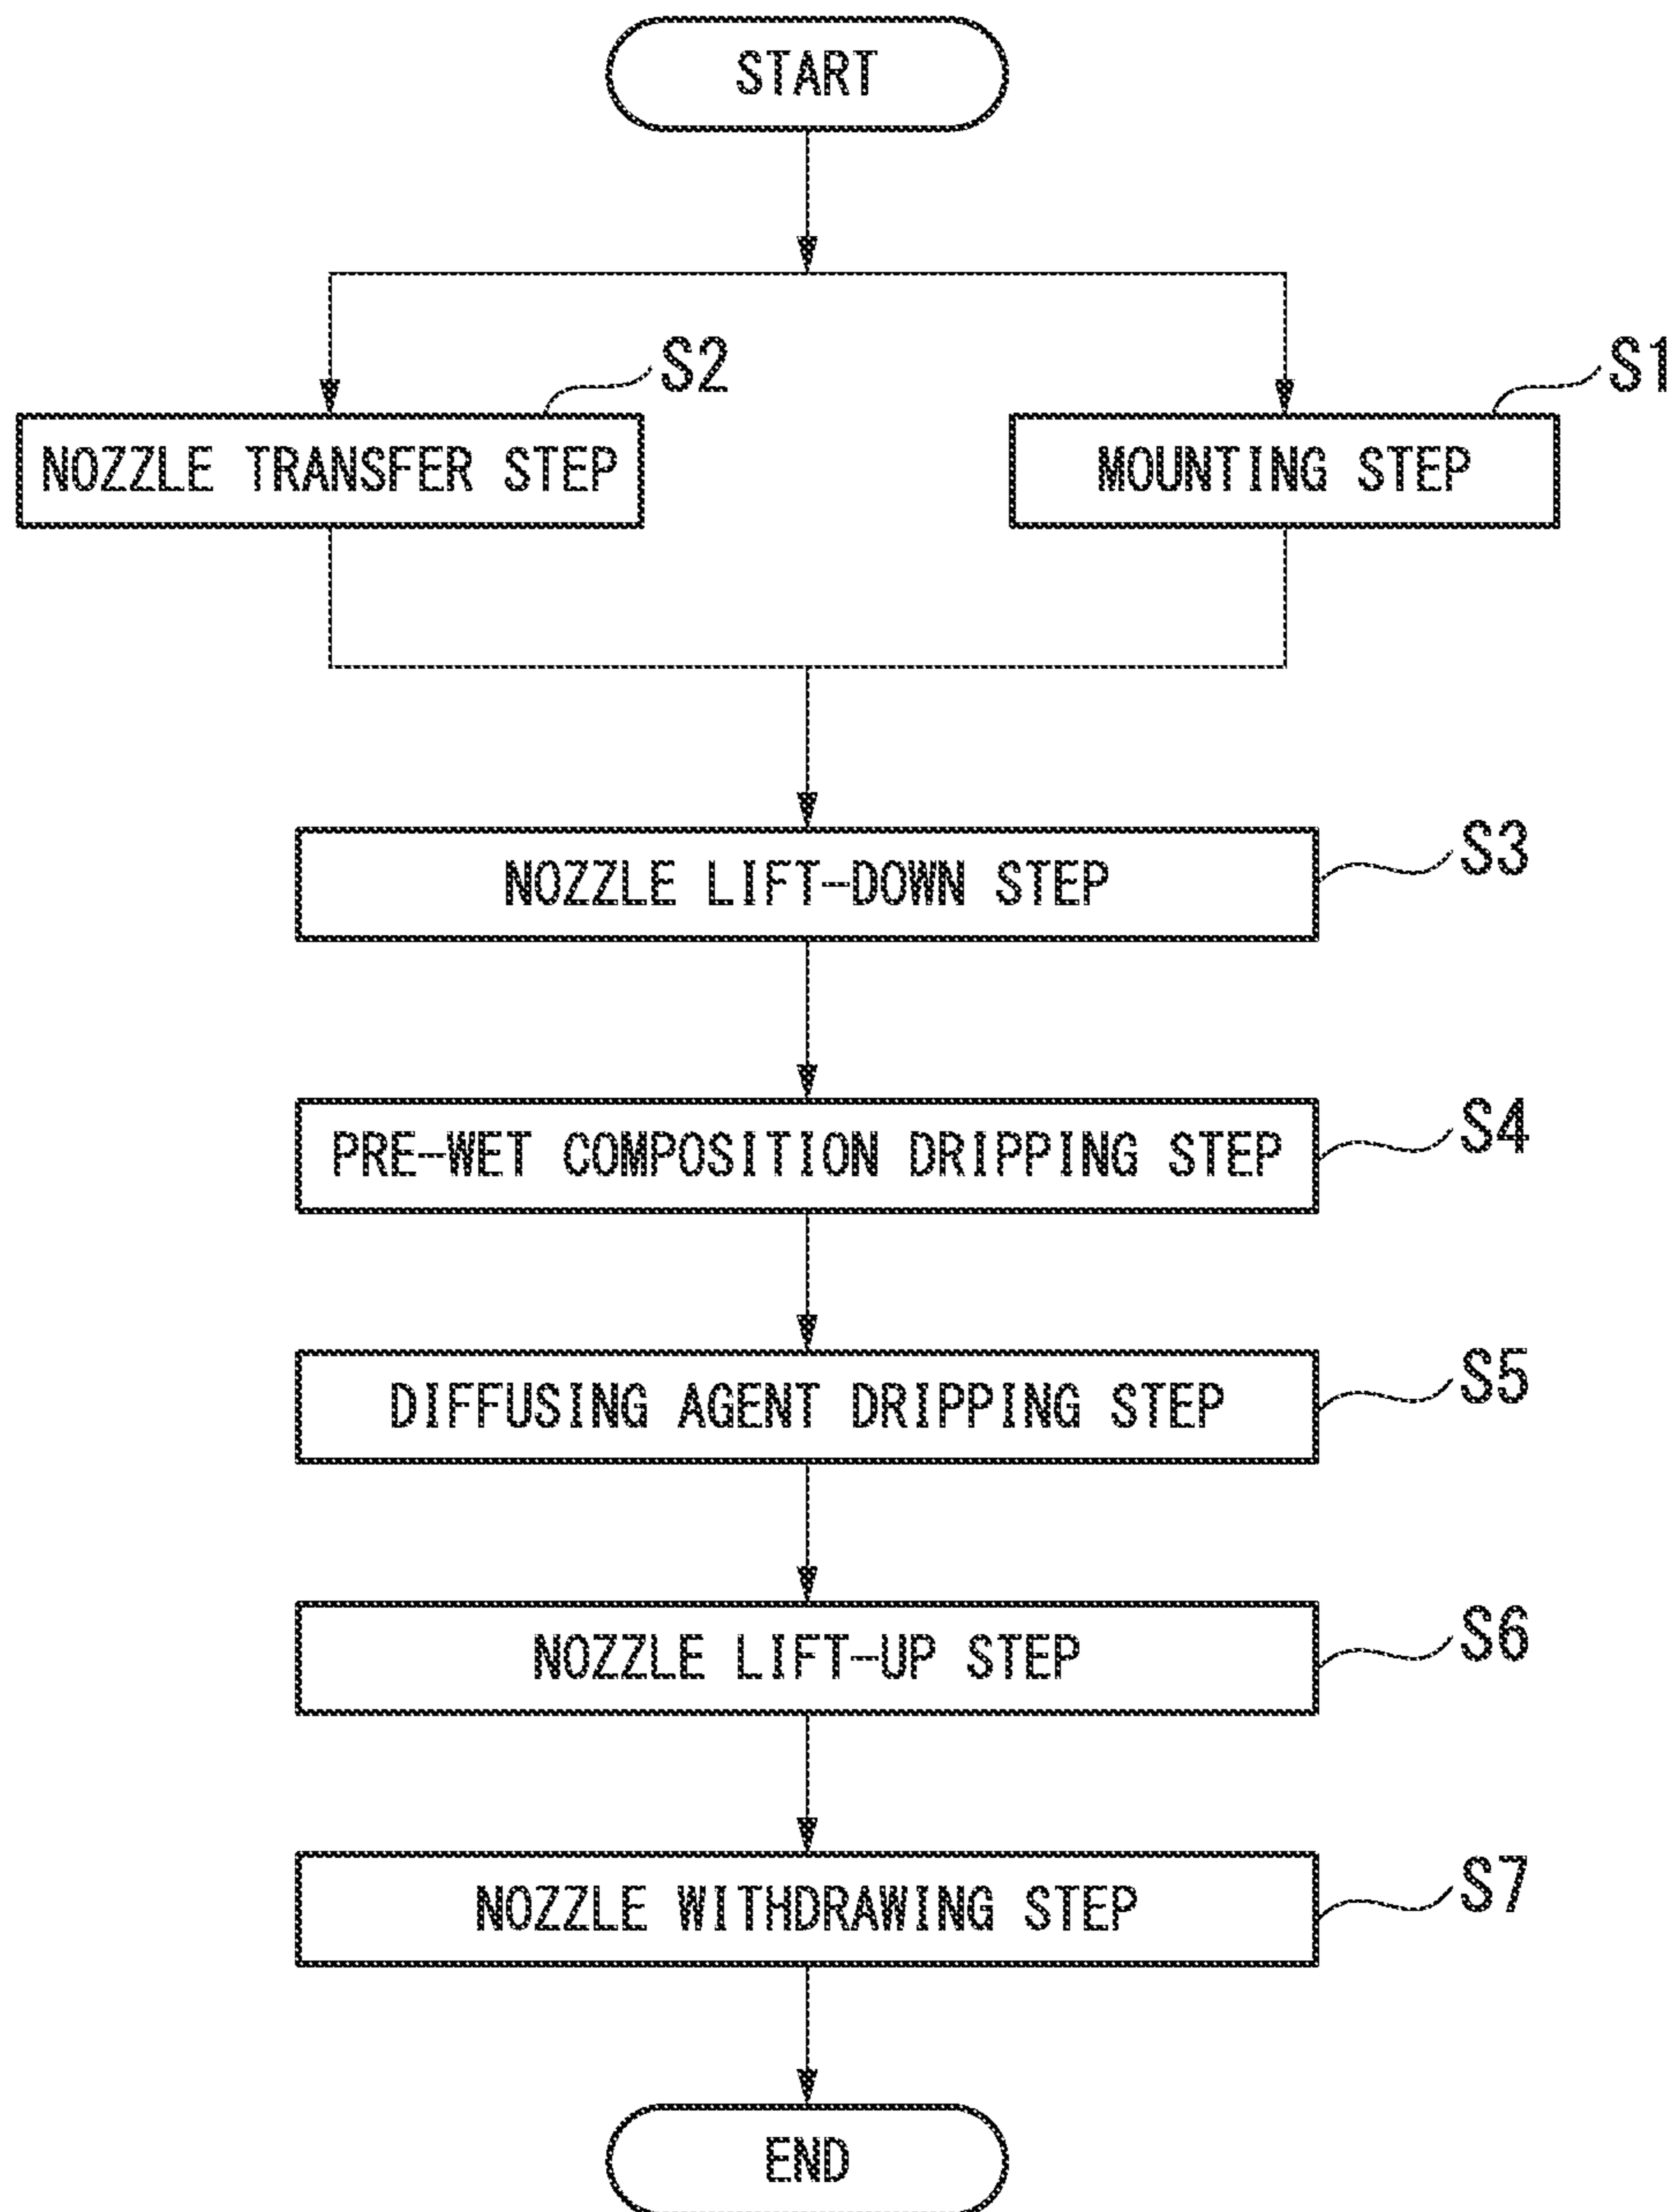 START
S2
S1
NOZZLE TRANSFER STEP
MOUNTING STEP
NOZZLE LIFT-DOWN STEP
S3
PRE-WET COMPOSITION DRIPPING STEP
S4
DIFFUSING AGENT DRIPPING STEP
S5
NOZZLE LIFT-UP STEP
S6
NOZZLE WITHDRAWING STEP
S7
END